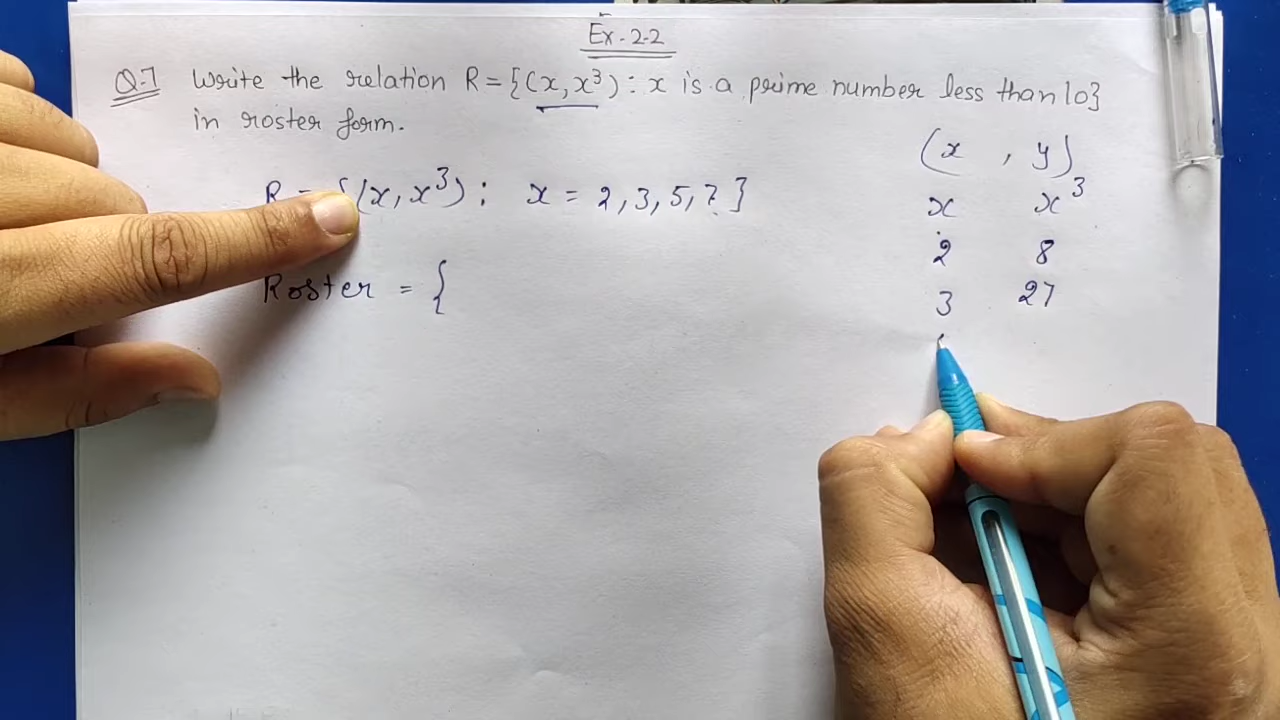 Ex-2.2
Q.7 Write the relation R = {(x, x³) : x is a prime number less than 10}
in roster form.
(x , y)
R = {(x, x³) : x = 2, 3, 5, 7 }
x x³
2 8
Roster = {
3 27